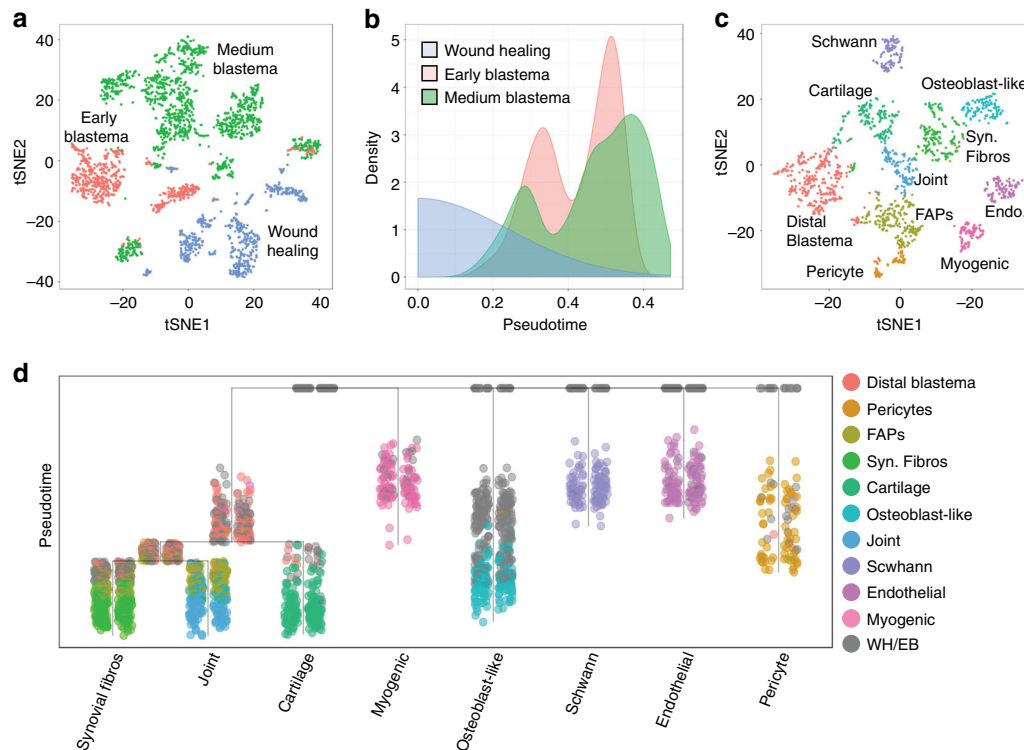 a
40
20
0
−20
−40
tSNE2
−20
0
20
40
tSNE1
Medium
blastema
Early
blastema
Wound
healing
b
5
4
3
2
1
0
Density
Wound healing
Early blastema
Medium blastema
0.0
0.2
0.4
0.4
Pseudotime
c
40
20
0
−20
tSNE2
−20
0
−20
tSNE1
Schwann
Osteoblast-like
Cartilage
Syn.
Fibros
Joint
Endo.
Distal
Blastema
FAPs
Pericyte
Myogenic
d
Pseudotime
Synovial fibros
Joint
Cartilage
Myogenic
Osteoblast-like
Schwann
Endothelial
Pericyte
Distal blastema
Pericytes
FAPs
Syn. Fibros
Cartilage
Osteoblast-like
Joint
Scwhann
Endothelial
Myogenic
WH/EB